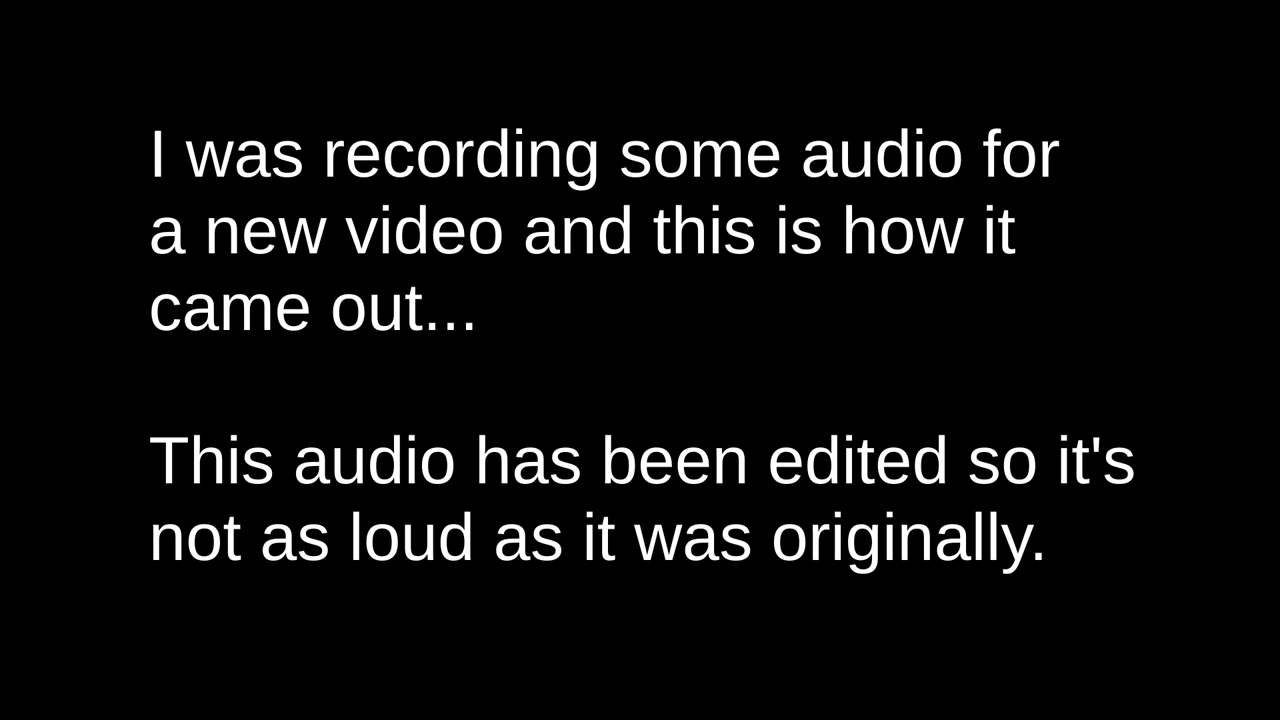 I was recording some audio for
a new video and this is how it
came out...
This audio has been edited so it's
not as loud as it was originally.